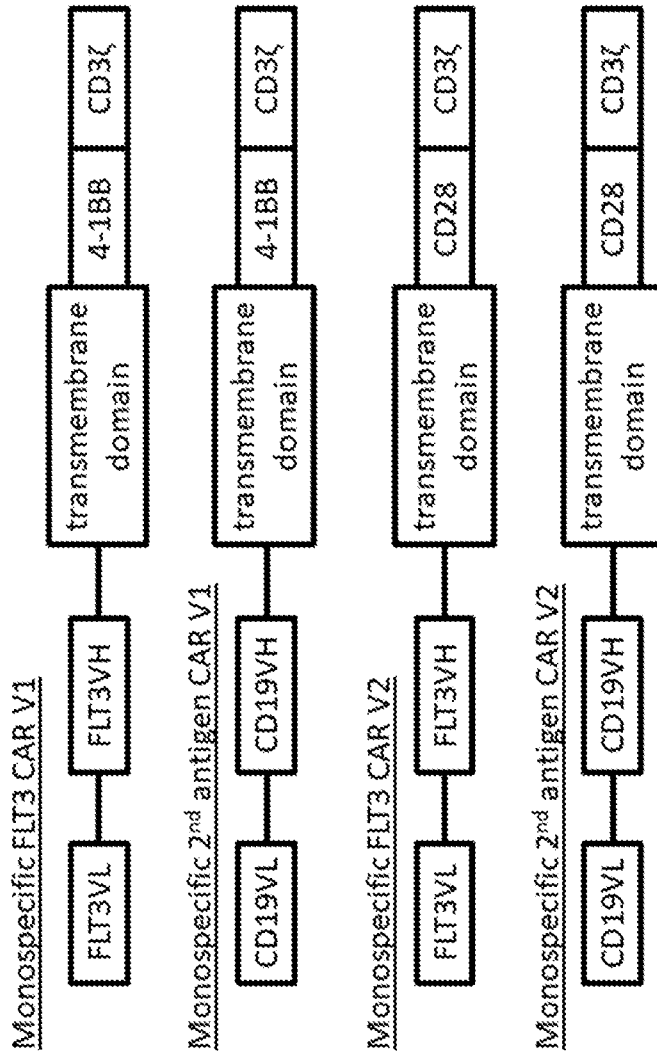 Monospecific FLT3 CAR V1
FLT3VL
FLT3VH
transmembrane
domain
4-1BB
CD3ζ
Monospecific 2nd antigen CAR V1
CD19VL
CD19VH
transmembrane
domain
4-1BB
CD3ζ
Monospecific FLT3 CAR V2
FLT3VL
FLT3VH
transmembrane
domain
CD28
CD3ζ
Monospecific 2nd antigen CAR V2
CD19VL
CD19VH
transmembrane
domain
CD28
CD3ζ